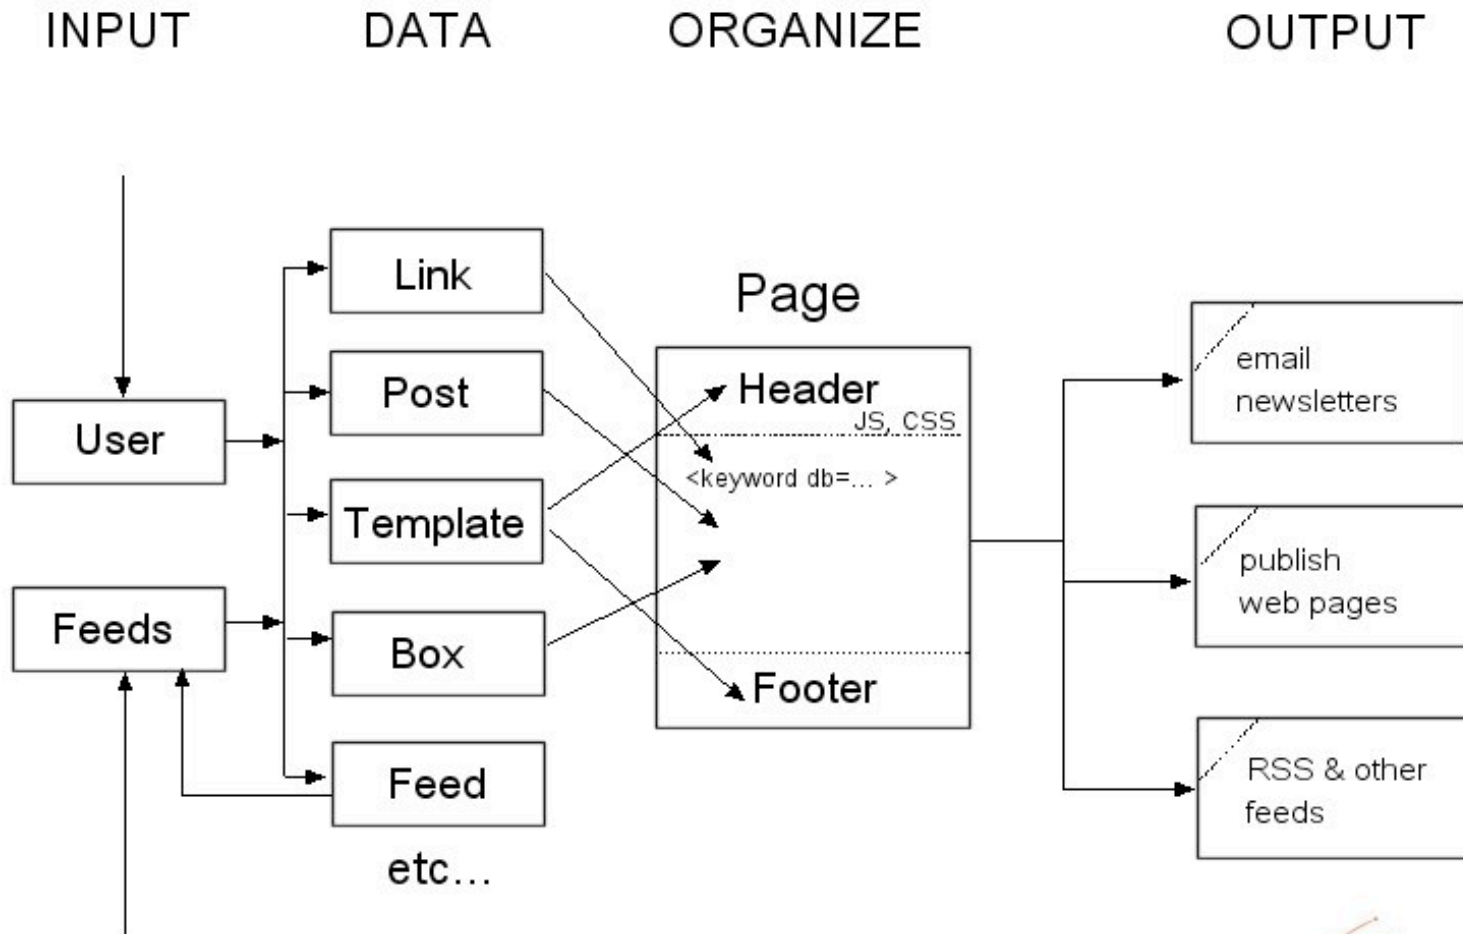 INPUT
DATA
ORGANIZE
OUTPUT
User
Feeds
Link
Post
Template
Box
Feed
etc...
Page
Header
JS, CSS
<keyword db=... >
Footer
email
newsletters
publish
web pages
RSS & other
feeds